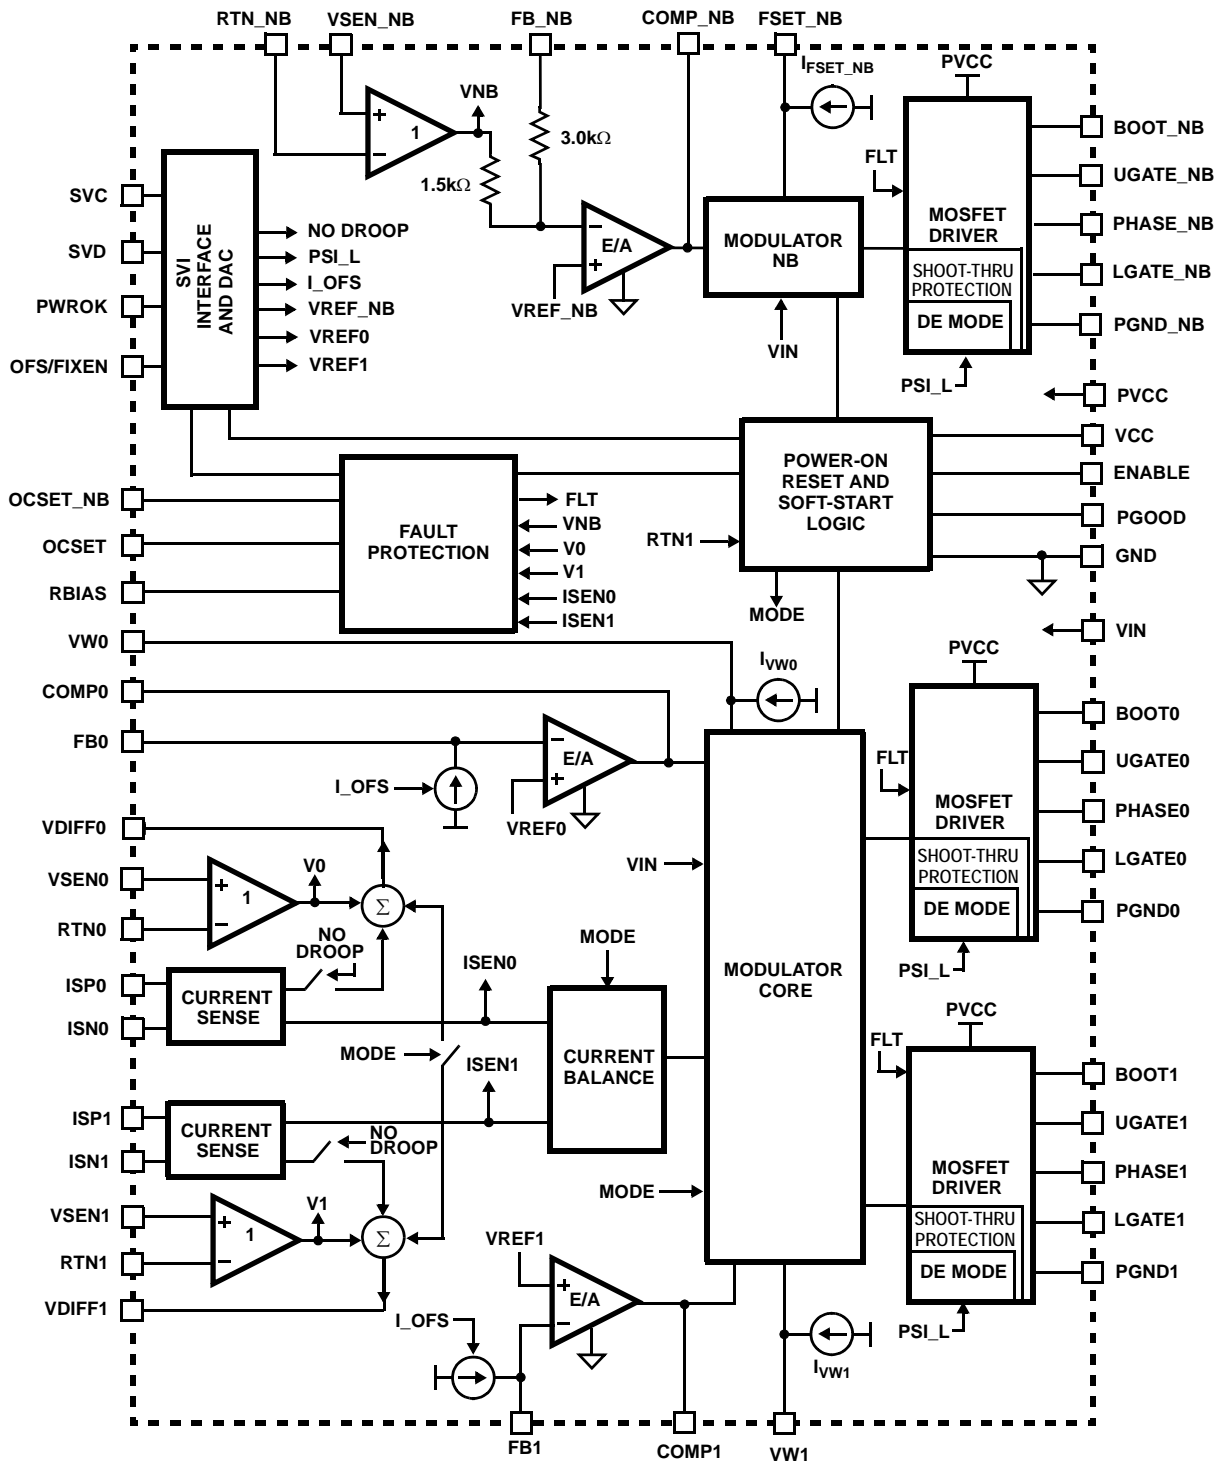 RTN_NB
VSEN_NB
FB_NB
COMP_NB
FSET_NB
I_FSET_NB
PVCC
VNB
+
1
−
3.0kΩ
1.5kΩ
FLT
BOOT_NB
UGATE_NB
PHASE_NB
LGATE_NB
PGND_NB
MOSFET
DRIVER
SHOOT-THRU
PROTECTION
DE MODE
PSI_L
SVC
SVD
PWROK
OFS/FIXEN
SVI
INTERFACE
AND DAC
NO DROOP
PSI_L
I_OFS
VREF_NB
VREF0
VREF1
−
E/A
+
VREF_NB
MODULATOR
NB
VIN
PVCC
VCC
ENABLE
PGOOD
GND
POWER-ON
RESET AND
SOFT-START
LOGIC
RTN1
MODE
OCSET_NB
OCSET
RBIAS
FAULT
PROTECTION
FLT
VNB
V0
V1
ISEN0
ISEN1
VIN
VW0
COMP0
FB0
I_VW0
I_OFS
−
E/A
+
VREF0
PVCC
FLT
MOSFET
DRIVER
SHOOT-THRU
PROTECTION
DE MODE
PSI_L
BOOT0
UGATE0
PHASE0
LGATE0
PGND0
VDIFF0
VSEN0
RTN0
+
1
−
V0
Σ
NO
DROOP
ISP0
ISN0
CURRENT
SENSE
ISEN0
MODE
VIN
MODULATOR
CORE
CURRENT
BALANCE
MODE
ISEN1
ISP1
ISN1
CURRENT
SENSE
NO
DROOP
MODE
PVCC
FLT
MOSFET
DRIVER
SHOOT-THRU
PROTECTION
DE MODE
PSI_L
BOOT1
UGATE1
PHASE1
LGATE1
PGND1
VSEN1
RTN1
VDIFF1
+
1
−
V1
Σ
VREF1
+
E/A
−
I_OFS
I_VW1
FB1
COMP1
VW1